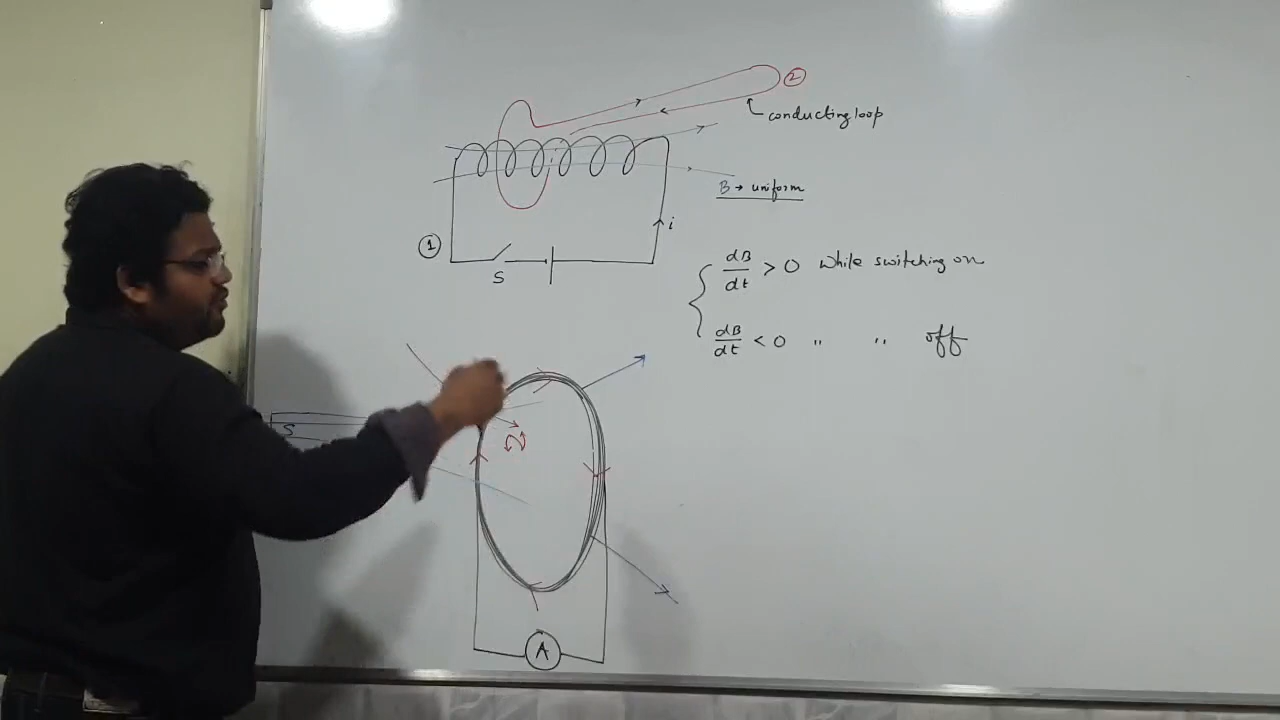 ②
conducting loop
B → uniform
i
①
S
dB/dt > 0 while switching on
dB/dt < 0 " " off
S
A